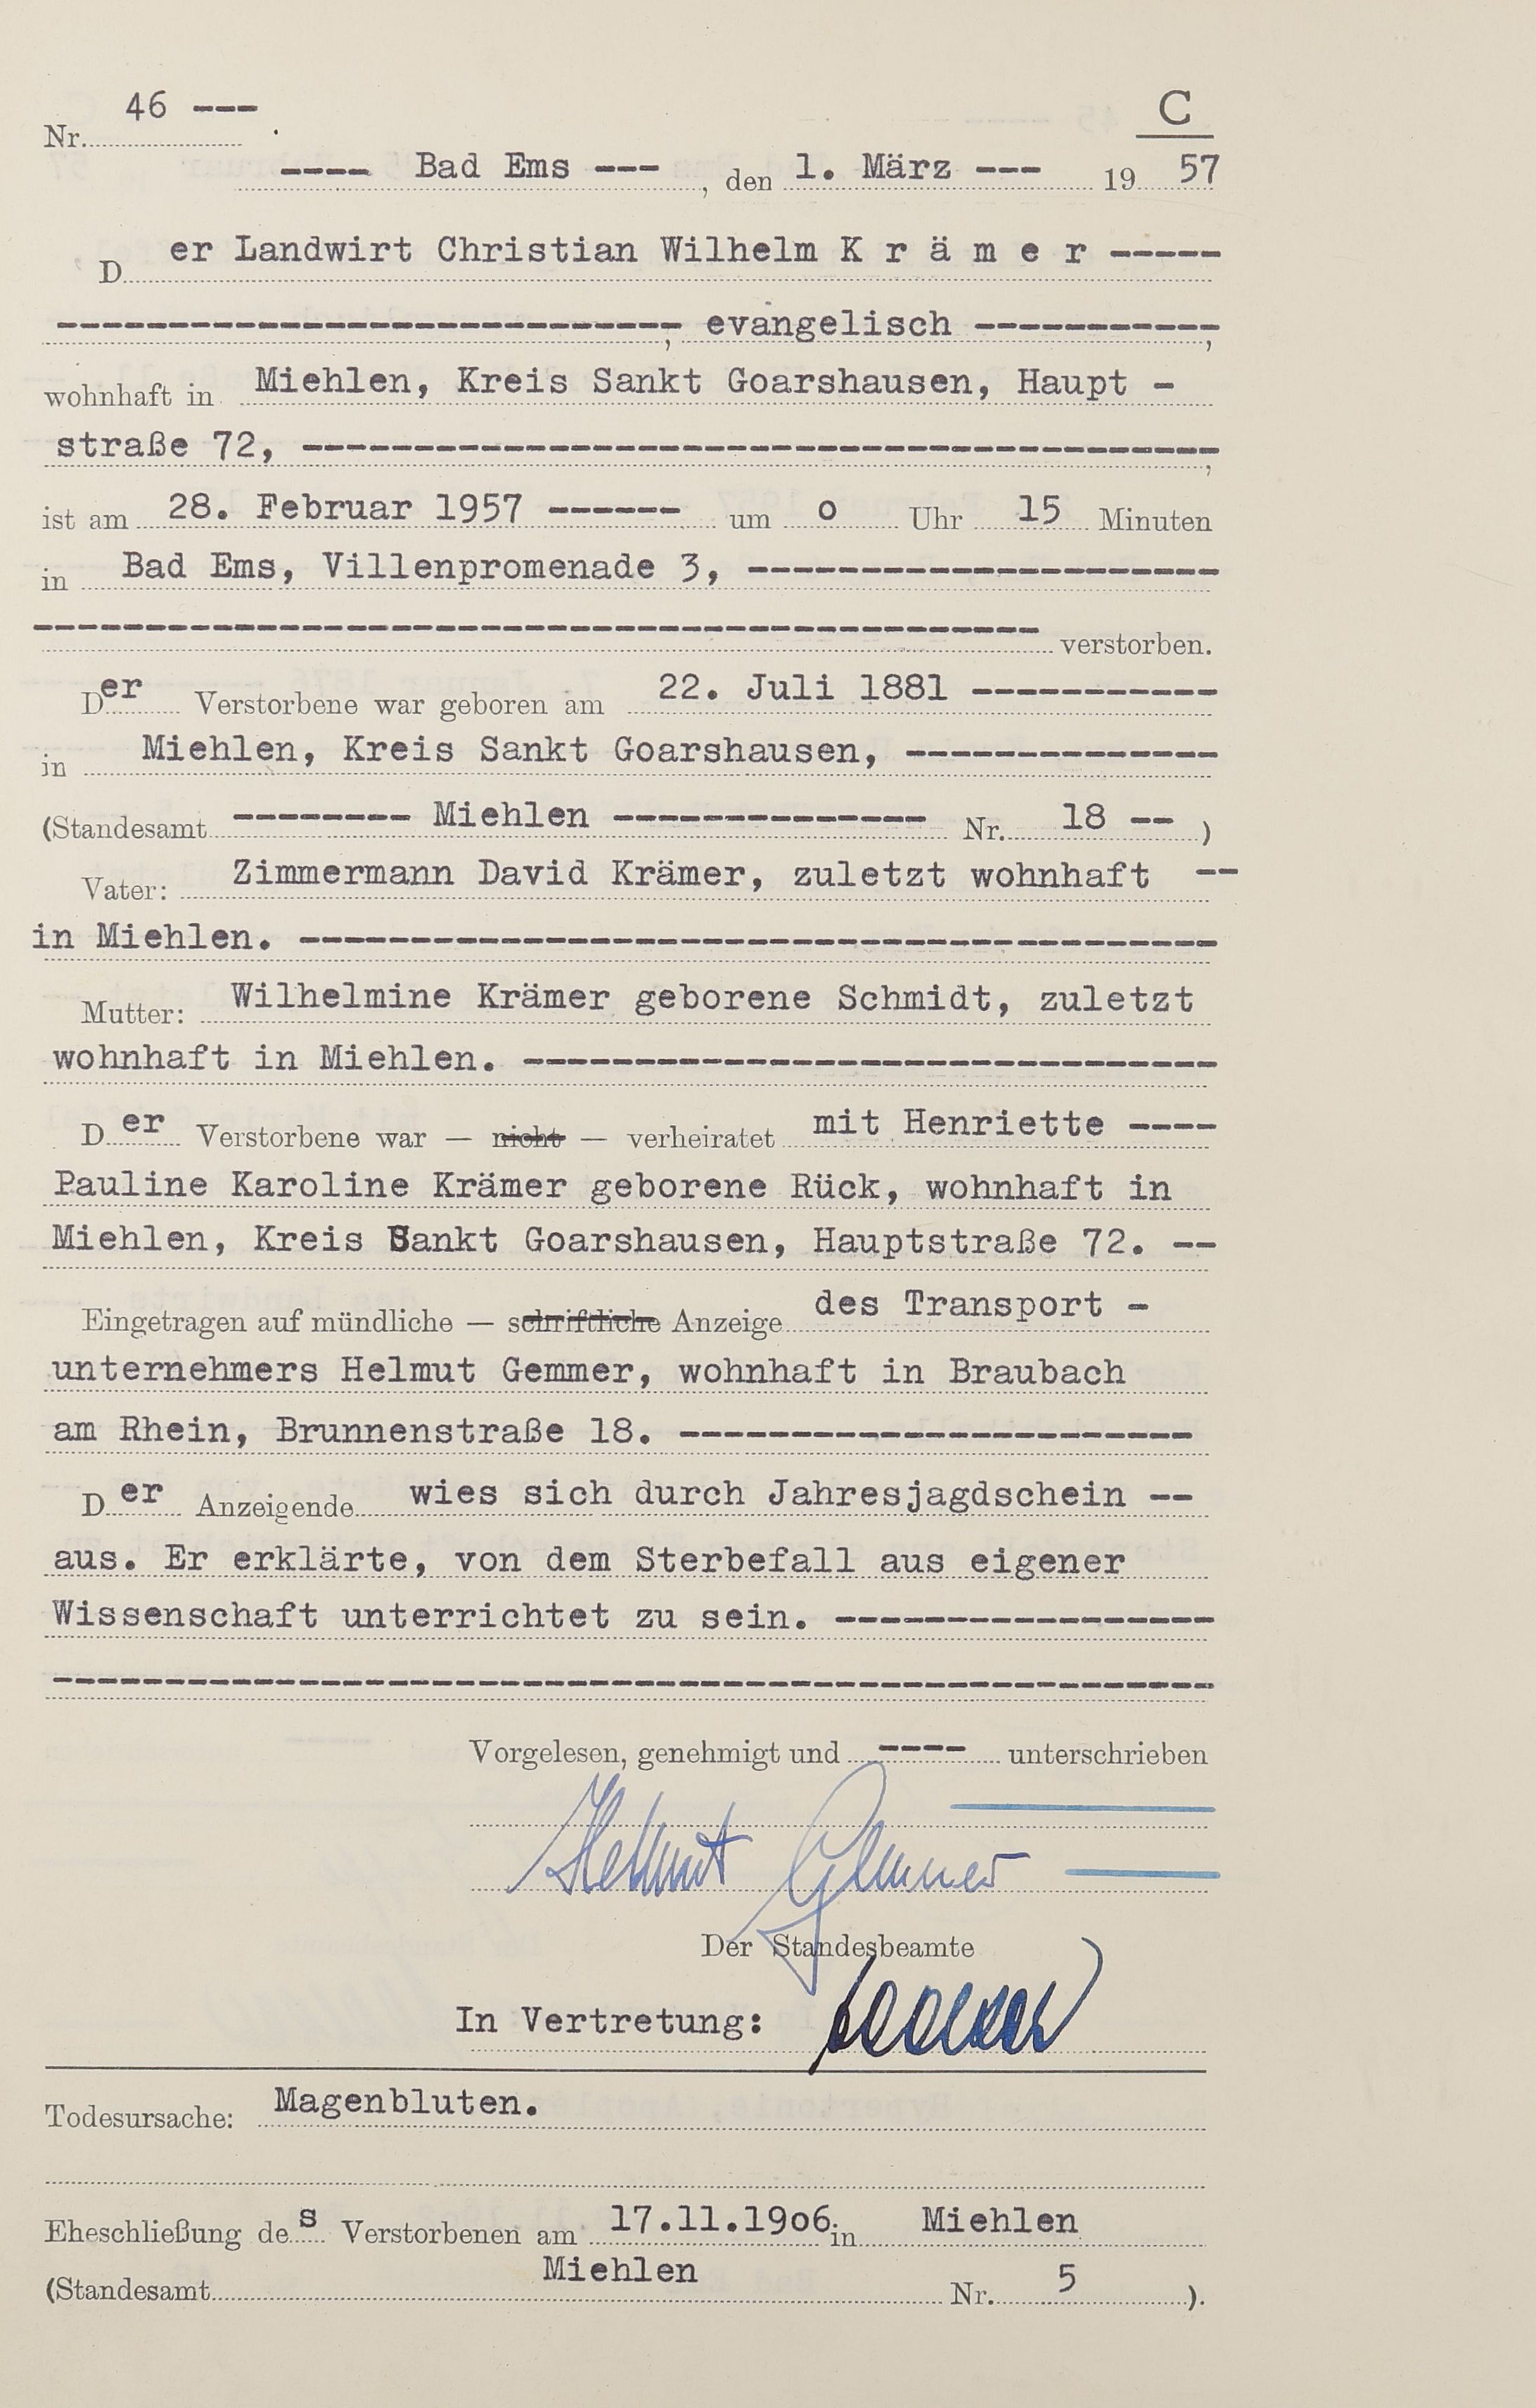 Nr. 46 --- .
C
---- Bad Ems ---, den 1. März --- 19 57
Der Landwirt Christian Wilhelm K r ä m e r -----
----------------------------, evangelisch -----------,
wohnhaft in Miehlen, Kreis Sankt Goarshausen, Haupt -
straße 72, -----------------------------------------,
ist am 28. Februar 1957 ------ um o Uhr 15 Minuten
in Bad Ems, Villenpromenade 3, ---------------------
--------------------------------------------- verstorben.
Der Verstorbene war geboren am 22. Juli 1881 -----------
in Miehlen, Kreis Sankt Goarshausen, --------------
(Standesamt -------- Miehlen -------------- Nr. 18 -- )
Vater: Zimmermann David Krämer, zuletzt wohnhaft --
in Miehlen. -----------------------------------------
Mutter: Wilhelmine Krämer geborene Schmidt, zuletzt
wohnhaft in Miehlen. -------------------------------
Der Verstorbene war — nicht — verheiratet mit Henriette ----
Pauline Karoline Krämer geborene Rück, wohnhaft in
Miehlen, Kreis Sankt Goarshausen, Hauptstraße 72. --
Eingetragen auf mündliche — schriftliche Anzeige des Transport -
unternehmers Helmut Gemmer, wohnhaft in Braubach
am Rhein, Brunnenstraße 18. -----------------------
Der Anzeigende wies sich durch Jahresjagdschein --
aus. Er erklärte, von dem Sterbefall aus eigener
Wissenschaft unterrichtet zu sein. -----------------
----------------------------------------------------
Vorgelesen, genehmigt und ---- unterschrieben
Helmut Gemmer
Der Standesbeamte
In Vertretung:
Todesursache: Magenbluten.
Eheschließung des Verstorbenen am 17.11.19o6 in Miehlen
(Standesamt Miehlen Nr. 5 ).